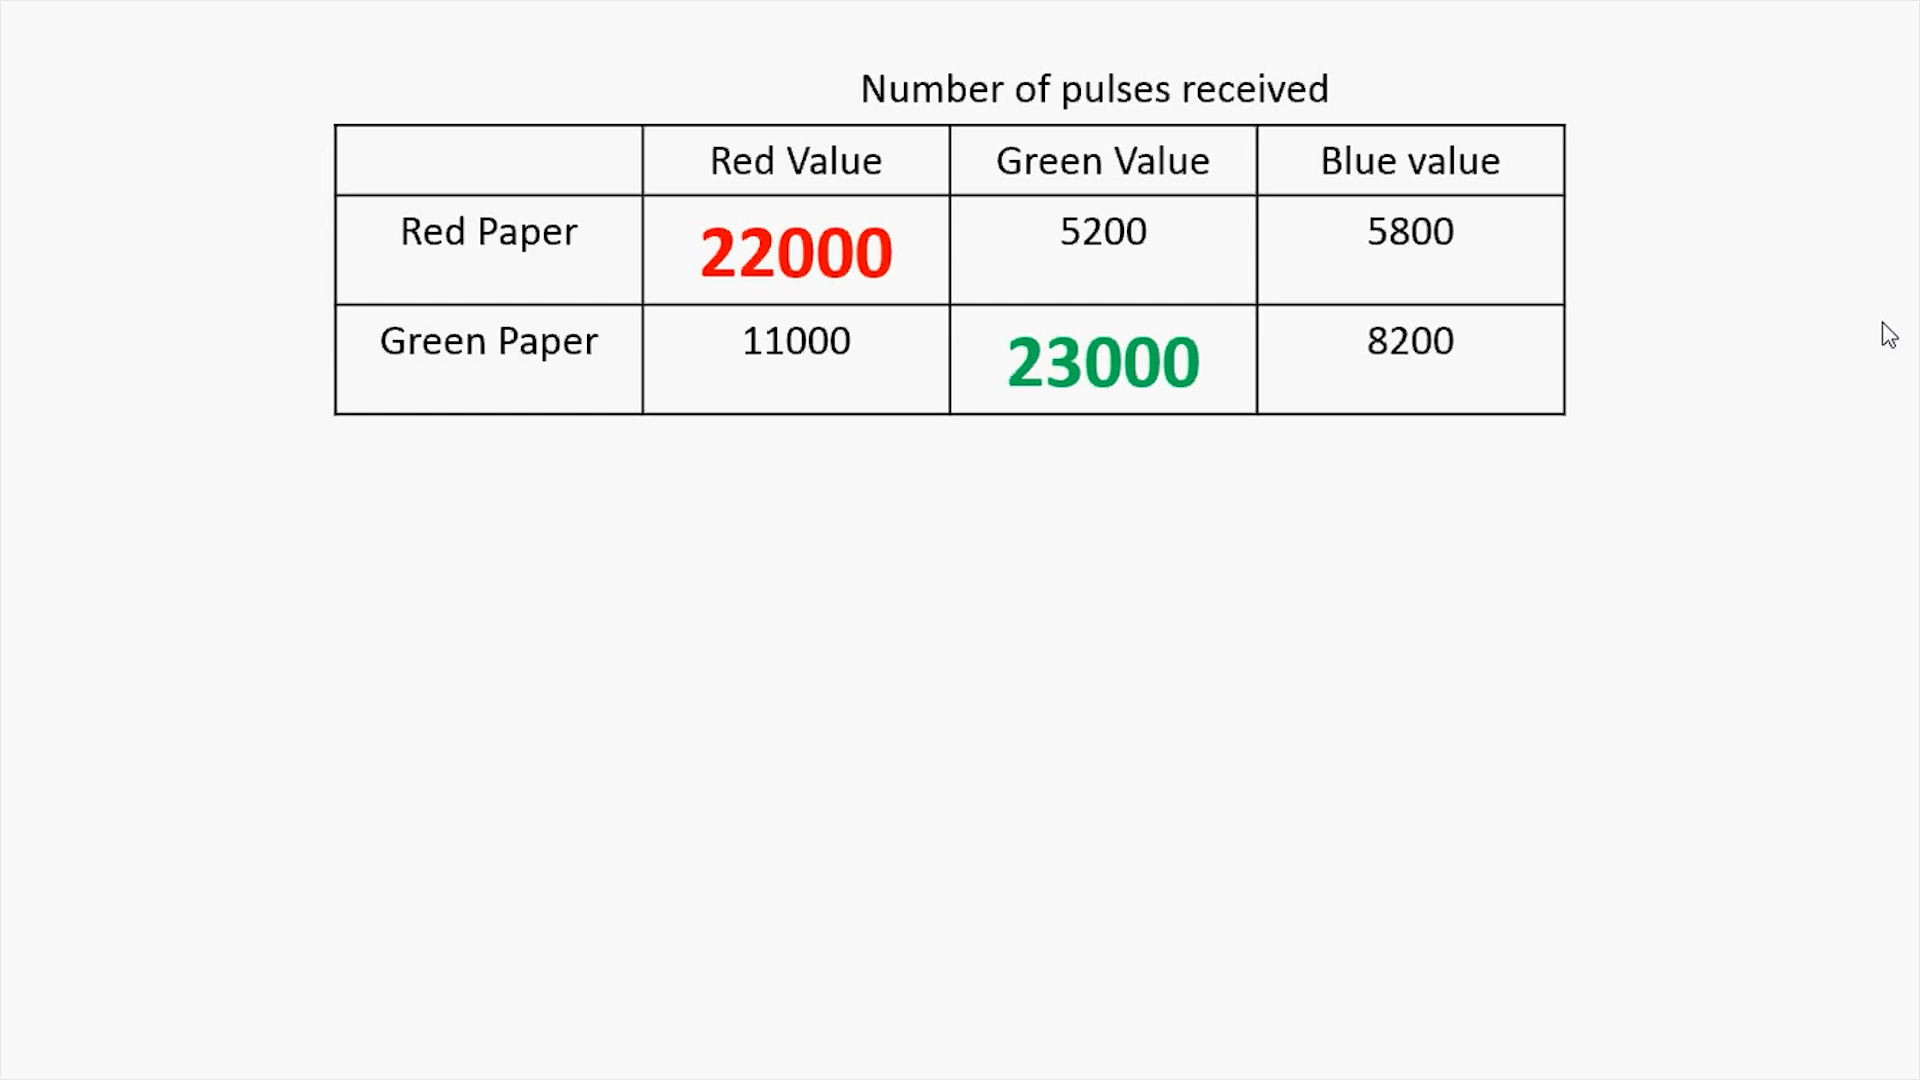 Number of pulses received
Red Value Green Value Blue value
Red Paper 22000 5200 5800
Green Paper 11000 23000 8200